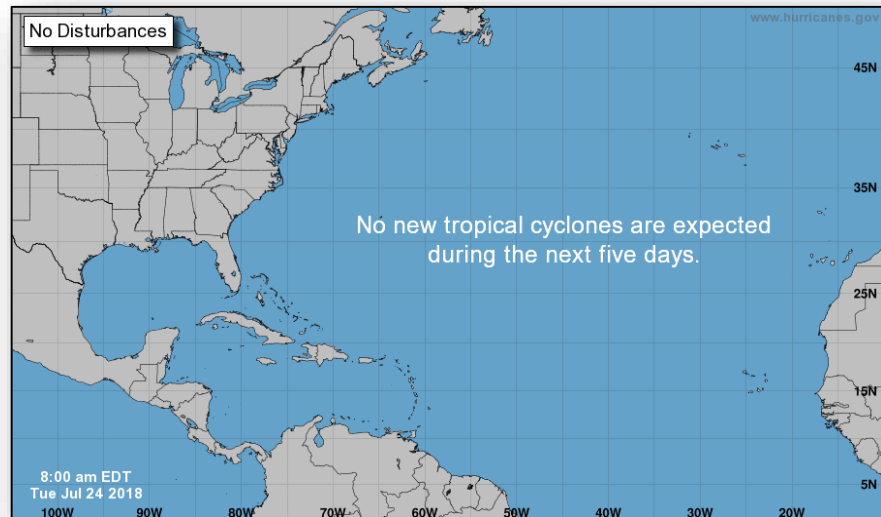 No Disturbances
www.hurricanes.gov
45N
35N
No new tropical cyclones are expected
during the next five days.
25N
15N
8:00 am EDT
Tue Jul 24 2018
5N
100W 90W 80W 70W 60W 50W 40W 30W 20W